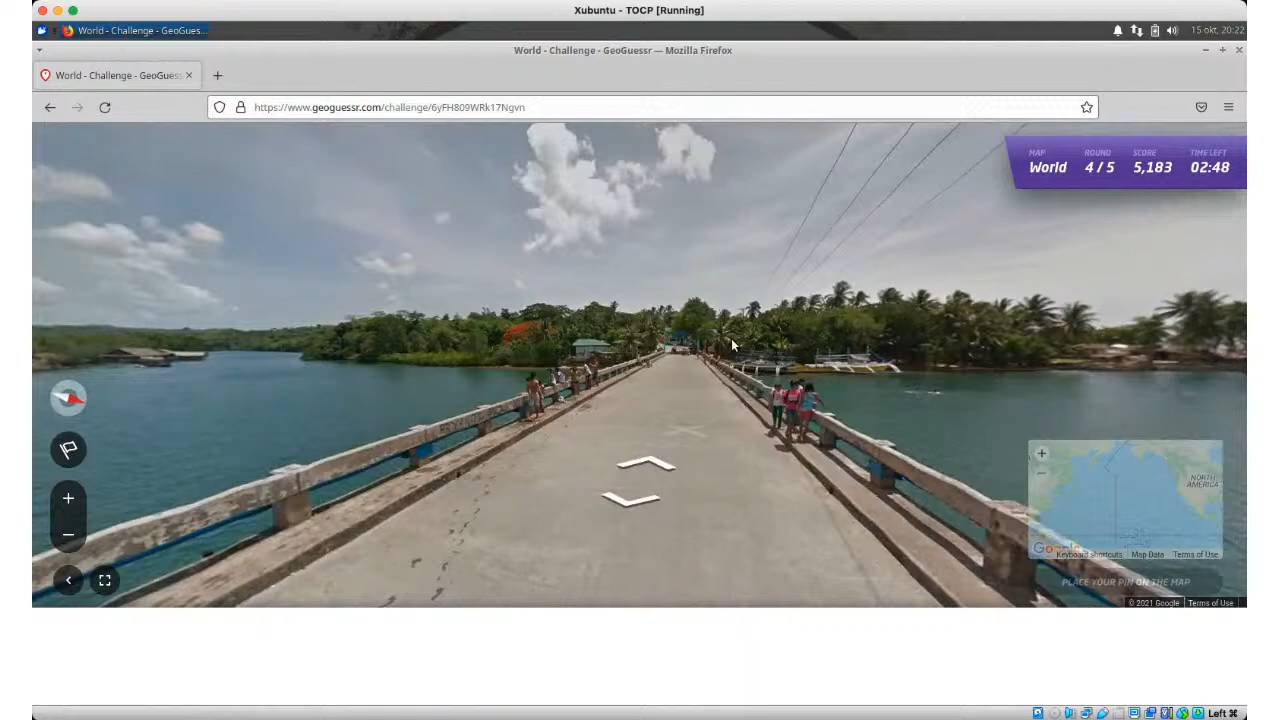 Xubuntu - TOCP [Running]
World - Challenge - GeoGues...
15 okt, 20:22
World - Challenge - GeoGuessr — Mozilla Firefox
World - Challenge - GeoGuess
https://www.geoguessr.com/challenge/6yFH809WRk17Ngvn
MAP ROUND SCORE TIME LEFT
World 4 / 5 5,183 02:48
NORTH
AMERICA
Keyboard shortcuts Map Data Terms of Use
PLACE YOUR PIN ON THE MAP
© 2021 Google Terms of Use
Left ⌘